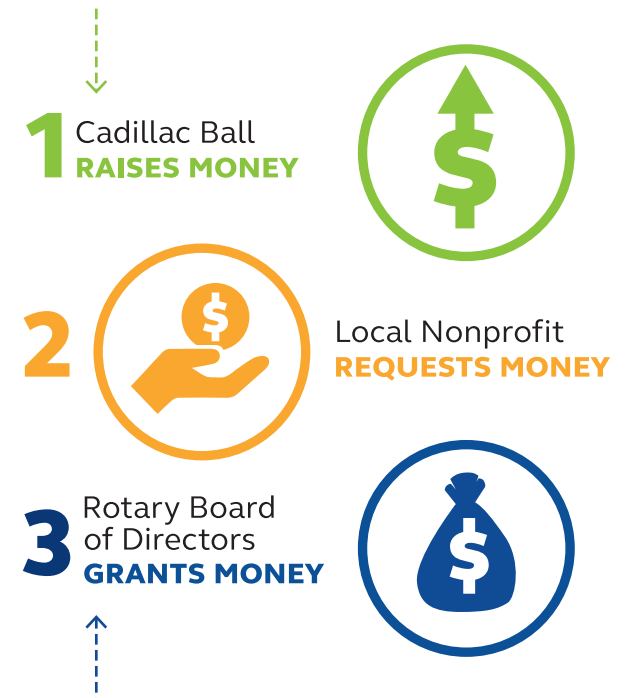 1 Cadillac Ball
RAISES MONEY
$
2
$
Local Nonprofit
REQUESTS MONEY
3 Rotary Board
of Directors
GRANTS MONEY
$